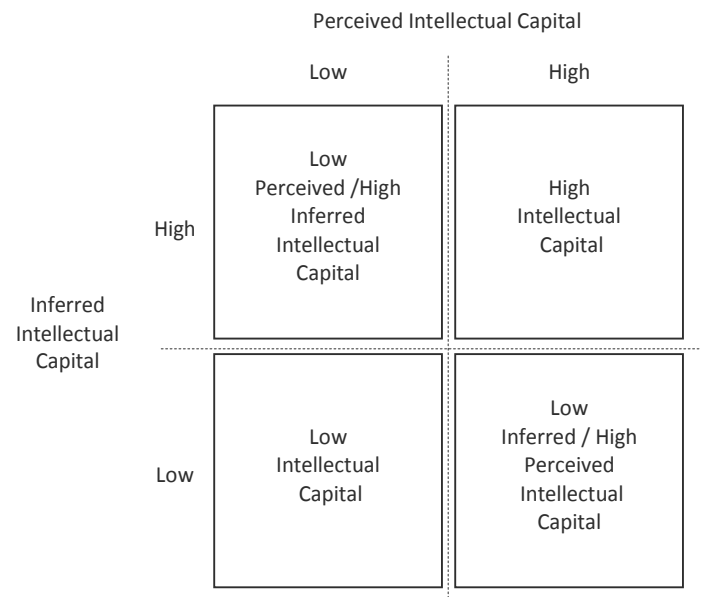 Perceived Intellectual Capital
Low
High
High
Low
Perceived /High
Inferred
Intellectual
Capital
High
Intellectual
Capital
Inferred
Intellectual
Capital
Low
Low
Intellectual
Capital
Low
Inferred / High
Perceived
Intellectual
Capital